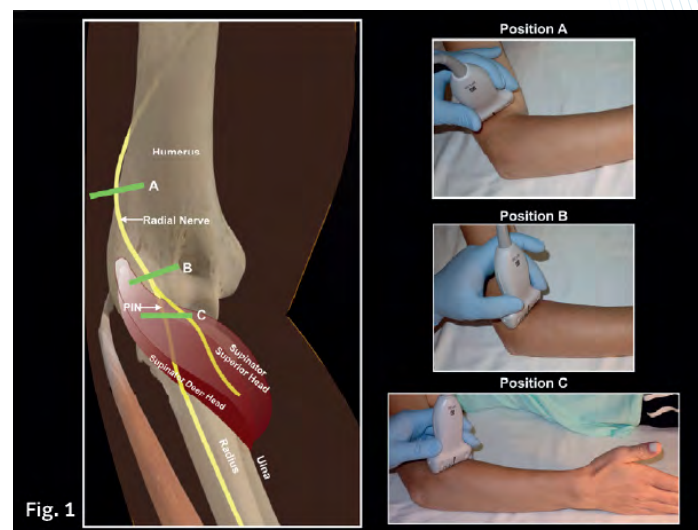 Humerus
A
Radial Nerve
B
PIN
C
Supinator
Superior Head
Supinator Deep Head
Radius
Ulna
Fig. 1
Position A
Position B
Position C